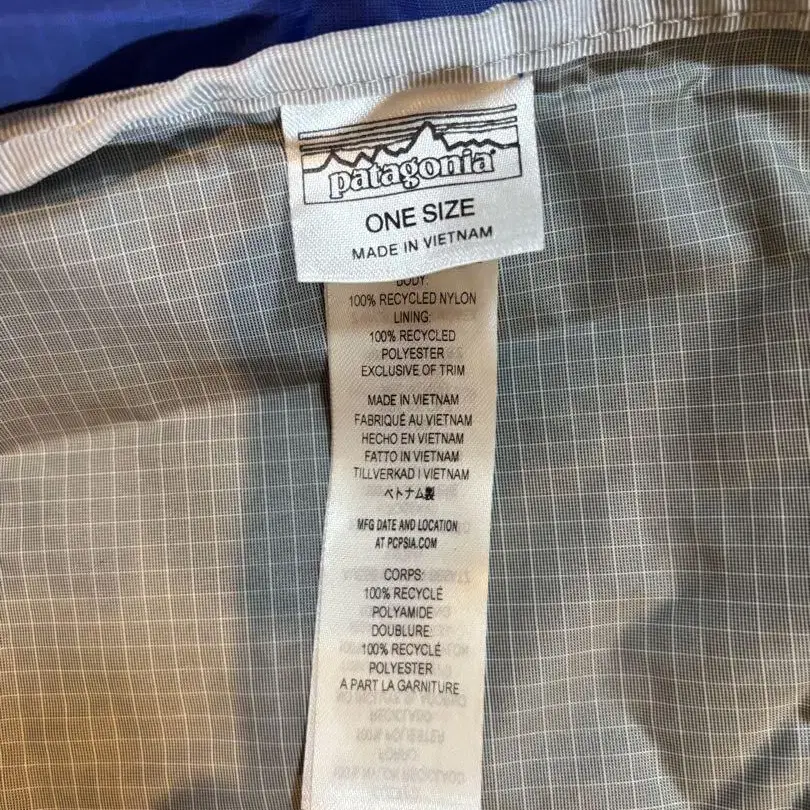 patagonia
ONE SIZE
MADE IN VIETNAM
BODY:
100% RECYCLED NYLON
LINING:
100% RECYCLED
POLYESTER
EXCLUSIVE OF TRIM
MADE IN VIETNAM
FABRIQUÉ AU VIETNAM
HECHO EN VIETNAM
FATTO IN VIETNAM
TILLVERKAD I VIETNAM
ベトナム製
MFG DATE AND LOCATION
AT PCPSIA.COM
CORPS:
100% RECYCLÉ
POLYAMIDE
DOUBLURE:
100% RECYCLÉ
POLYESTER
A PART LA GARNITURE